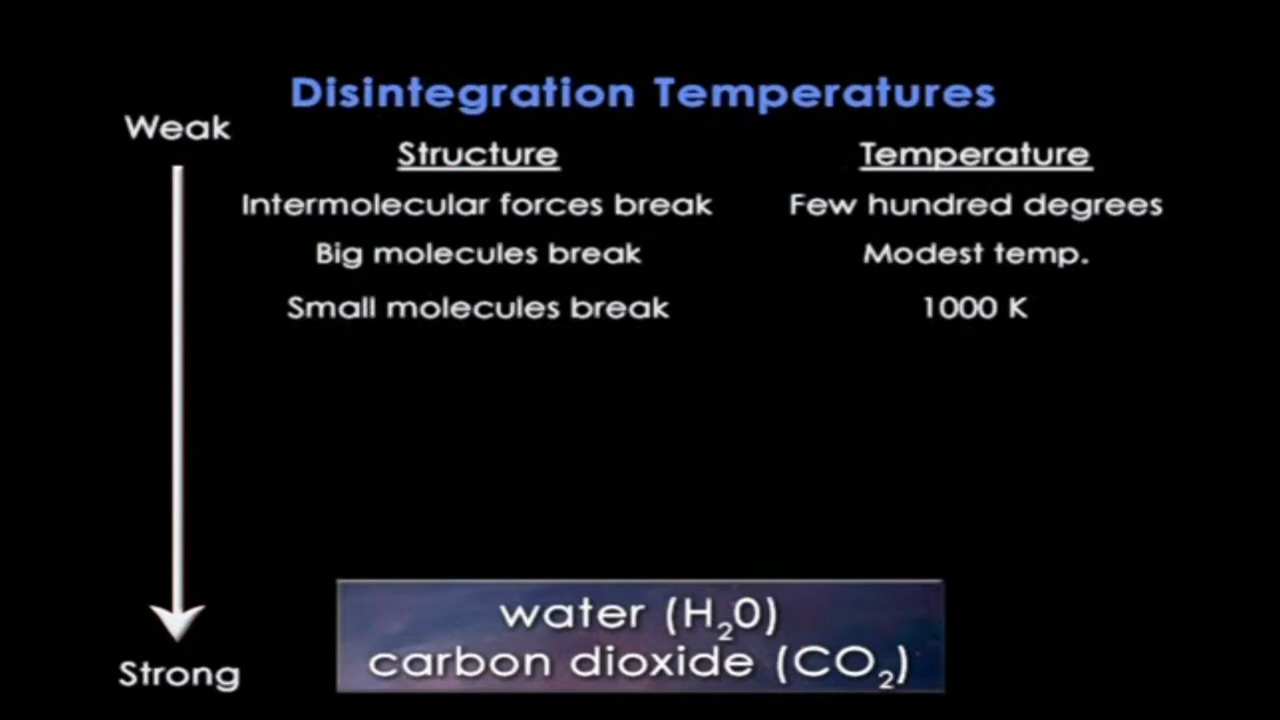 Disintegration Temperatures
Weak
Structure Temperature
Intermolecular forces break Few hundred degrees
Big molecules break Modest temp.
Small molecules break 1000 K
water (H₂0)
carbon dioxide (CO₂)
Strong